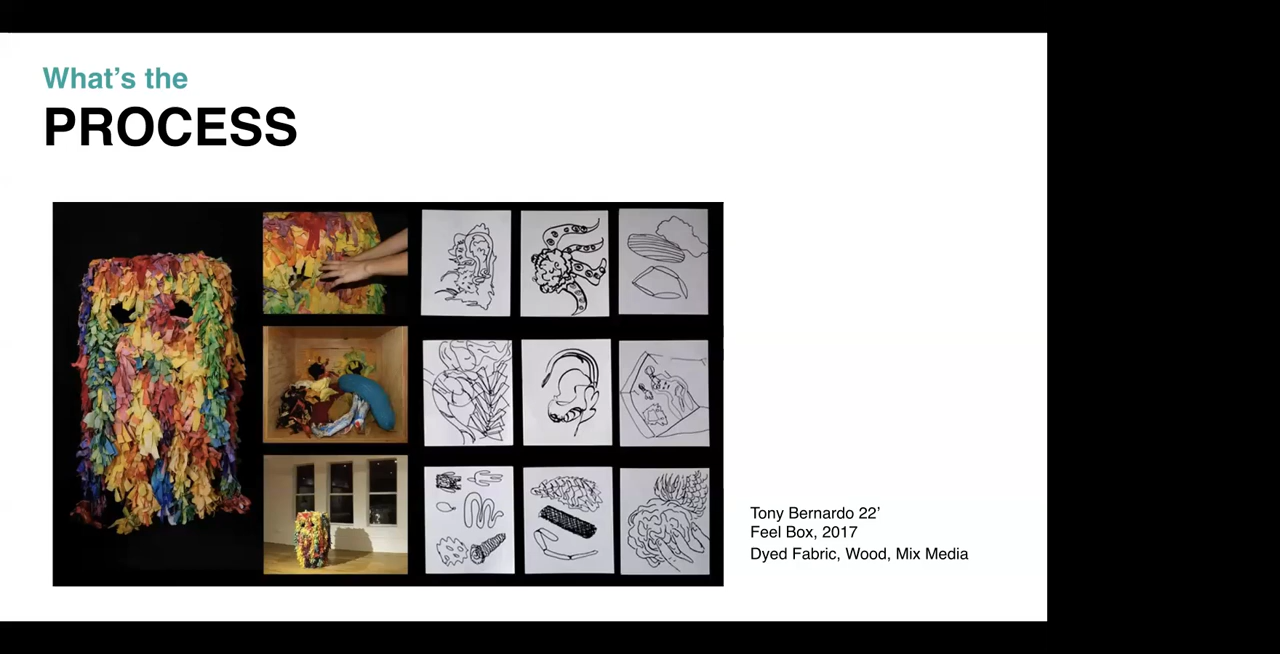 What's the
PROCESS
Tony Bernardo 22'
Feel Box, 2017
Dyed Fabric, Wood, Mix Media